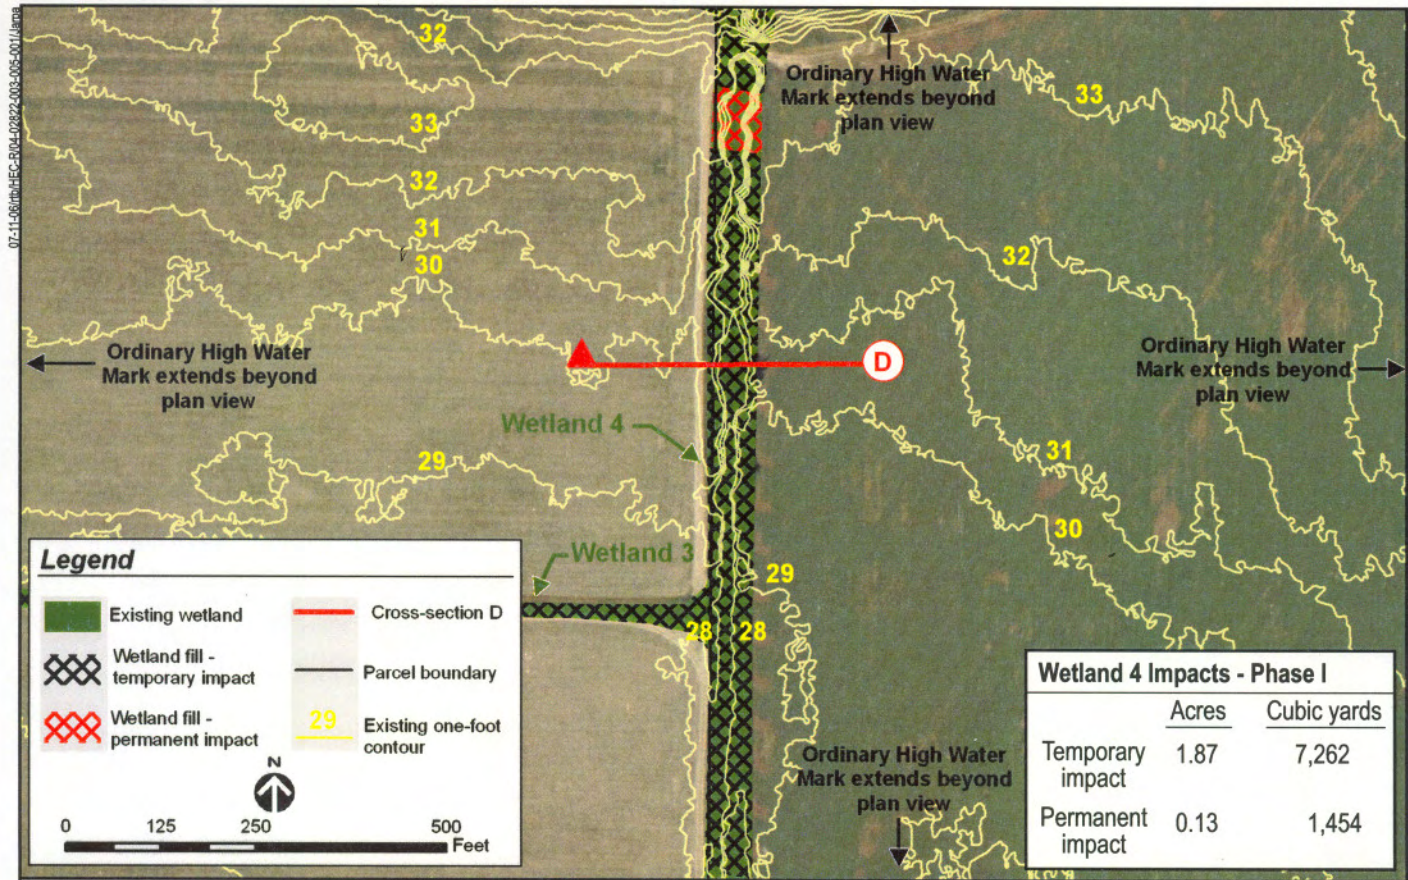 32
33
32
31
30
29
Ordinary High Water
Mark extends beyond
plan view
33
32
31
30
29
28
28
Ordinary High Water
Mark extends beyond
plan view
D
Ordinary High Water
Mark extends beyond
plan view
Wetland 4
Wetland 3
Ordinary High Water
Mark extends beyond
plan view
Legend
Existing wetland
Wetland fill -
temporary impact
Wetland fill -
permanent impact
Cross-section D
Parcel boundary
29
Existing one-foot
contour
N
0 125 250 500
Feet
Wetland 4 Impacts - Phase I
Acres Cubic yards
Temporary
impact
1.87 7,262
Permanent
impact
0.13 1,454